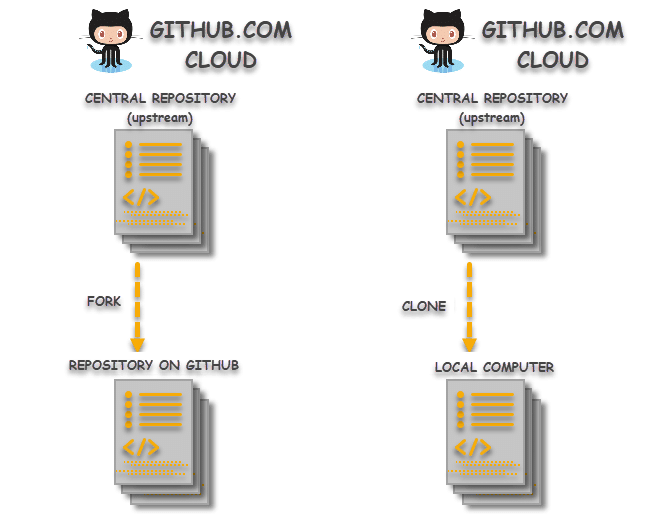 GITHUB.COM
CLOUD
CENTRAL REPOSITORY
(upstream)
</>
FORK
REPOSITORY ON GITHUB
</>
GITHUB.COM
CLOUD
CENTRAL REPOSITORY
(upstream)
</>
CLONE
LOCAL COMPUTER
</>